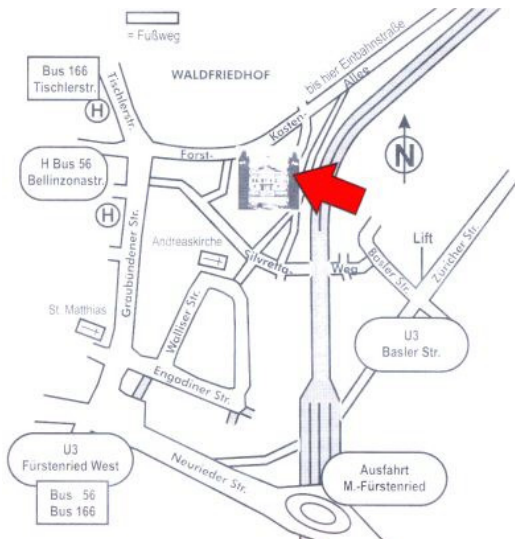 = Fußweg
bis hier Einbahnstraße
Bus 166
Tischlerstr.
Tischlerstr.
WALDFRIEDHOF
Kasten-
Alles
H
Forst-
N
H Bus 56
Bellinzonastr.
H
Graubündener Str.
Andreaskirche
Silvretta-
Weg
Basler Str.
Lift
Züricher Str.
St. Matthias
Walliser Str.
U3
Basler Str.
Engadiner Str.
U3
Fürstenried West
Neurieder Str.
Ausfahrt
M.-Fürstenried
Bus 56
Bus 166